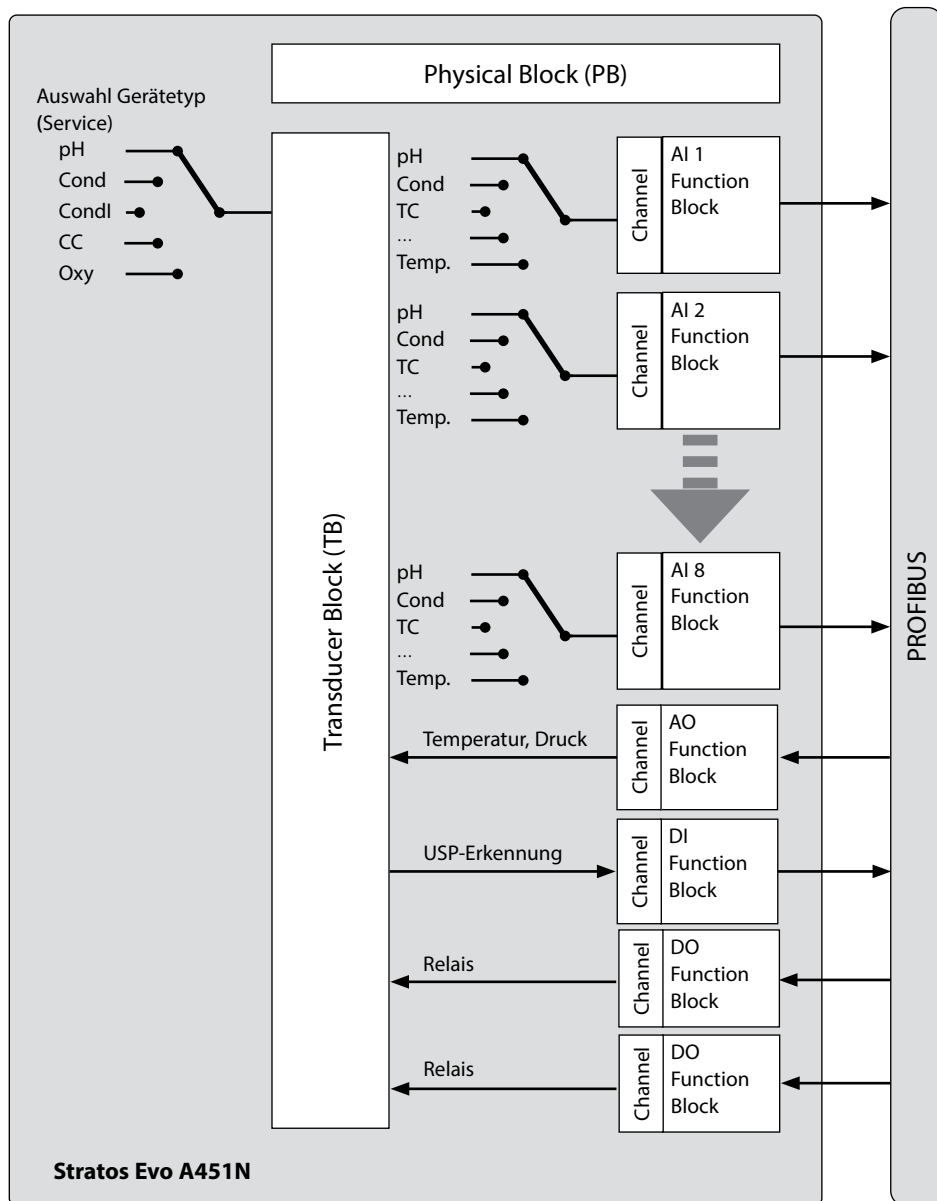 Physical Block (PB)
Auswahl Gerätetyp
(Service)
pH
Cond
CondI
CC
Oxy
Transducer Block (TB)
pH
Cond
TC
...
Temp.
Channel
AI 1
Function
Block
pH
Cond
TC
...
Temp.
Channel
AI 2
Function
Block
pH
Cond
TC
...
Temp.
Channel
AI 8
Function
Block
Temperatur, Druck
Channel
AO
Function
Block
USP-Erkennung
Channel
DI
Function
Block
Relais
Channel
DO
Function
Block
Relais
Channel
DO
Function
Block
PROFIBUS
Stratos Evo A451N